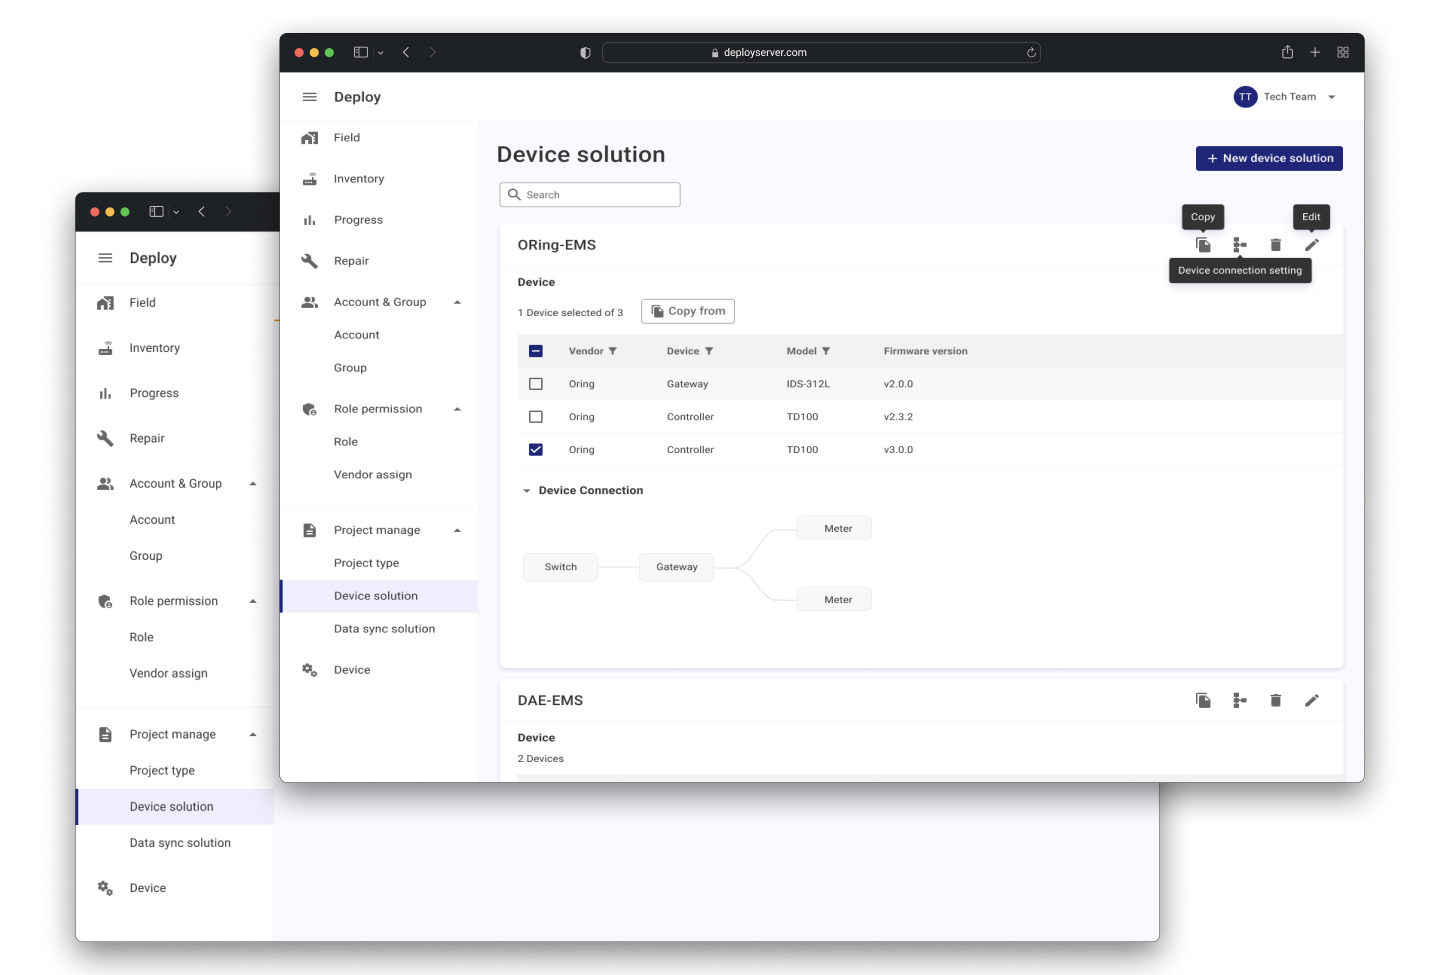 deployserver.com
Deploy
TT Tech Team
Field
Inventory
Progress
Repair
Account & Group
Account
Group
Role permission
Role
Vendor assign
Project manage
Project type
Device solution
Data sync solution
Device
Device solution
+ New device solution
Search
Copy
Edit
ORing-EMS
Device connection setting
Device
1 Device selected of 3
Copy from
Vendor Device Model Firmware version
Oring Gateway IDS-312L v2.0.0
Oring Controller TD100 v2.3.2
Oring Controller TD100 v3.0.0
Device Connection
Switch
Gateway
Meter
Meter
DAE-EMS
Device
2 Devices
Deploy
Field
Inventory
Progress
Repair
Account & Group
Account
Group
Role permission
Role
Vendor assign
Project manage
Project type
Device solution
Data sync solution
Device